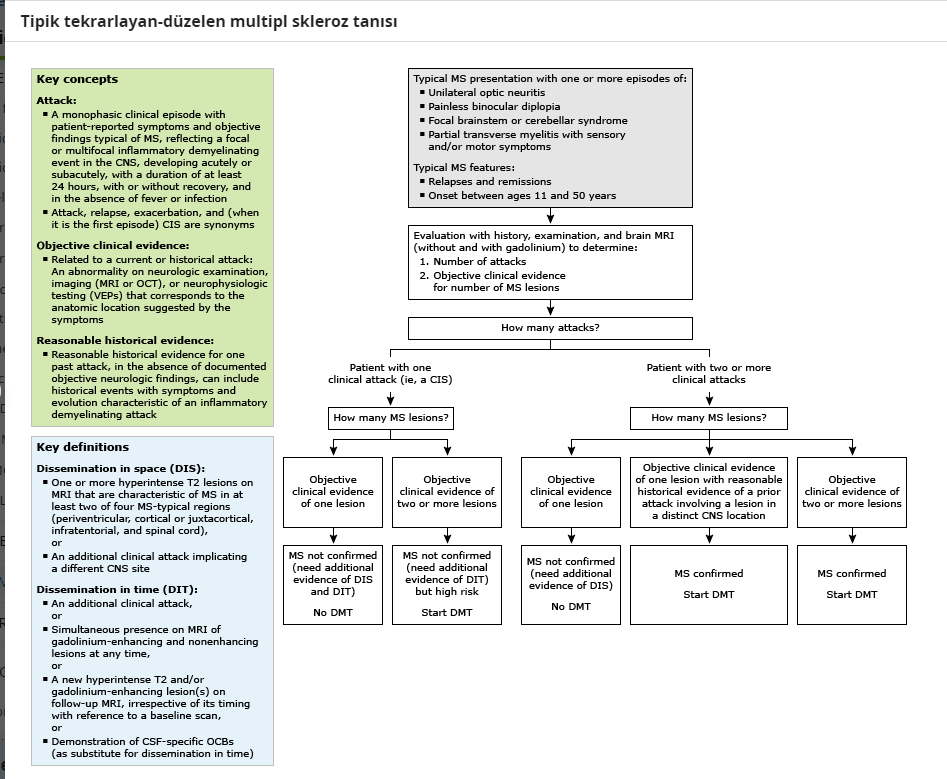 Tipik tekrarlayan-düzelen multipl skleroz tanısı
Key concepts
Attack:
▪ A monophasic clinical episode with
patient-reported symptoms and objective
findings typical of MS, reflecting a focal
or multifocal inflammatory demyelinating
event in the CNS, developing acutely or
subacutely, with a duration of at least
24 hours, with or without recovery, and
in the absence of fever or infection
▪ Attack, relapse, exacerbation, and (when
it is the first episode) CIS are synonyms
Objective clinical evidence:
▪ Related to a current or historical attack:
An abnormality on neurologic examination,
imaging (MRI or OCT), or neurophysiologic
testing (VEPs) that corresponds to the
anatomic location suggested by the
symptoms
Reasonable historical evidence:
▪ Reasonable historical evidence for one
past attack, in the absence of documented
objective neurologic findings, can include
historical events with symptoms and
evolution characteristic of an inflammatory
demyelinating attack
Key definitions
Dissemination in space (DIS):
▪ One or more hyperintense T2 lesions on
MRI that are characteristic of MS in at
least two of four MS-typical regions
(periventricular, cortical or juxtacortical,
infratentorial, and spinal cord),
or
▪ An additional clinical attack implicating
a different CNS site
Dissemination in time (DIT):
▪ An additional clinical attack,
or
▪ Simultaneous presence on MRI of
gadolinium-enhancing and nonenhancing
lesions at any time,
or
▪ A new hyperintense T2 and/or
gadolinium-enhancing lesion(s) on
follow-up MRI, irrespective of its timing
with reference to a baseline scan,
or
▪ Demonstration of CSF-specific OCBs
(as substitute for dissemination in time)
Typical MS presentation with one or more episodes of:
▪ Unilateral optic neuritis
▪ Painless binocular diplopia
▪ Focal brainstem or cerebellar syndrome
▪ Partial transverse myelitis with sensory
and/or motor symptoms
Typical MS features:
▪ Relapses and remissions
▪ Onset between ages 11 and 50 years
Evaluation with history, examination, and brain MRI
(without and with gadolinium) to determine:
1. Number of attacks
2. Objective clinical evidence
for number of MS lesions
How many attacks?
Patient with one
clinical attack (ie, a CIS)
How many MS lesions?
Objective
clinical evidence
of one lesion
MS not confirmed
(need additional
evidence of DIS
and DIT)
No DMT
Objective
clinical evidence of
two or more lesions
MS not confirmed
(need additional
evidence of DIT)
but high risk
Start DMT
Patient with two or more
clinical attacks
How many MS lesions?
Objective
clinical evidence
of one lesion
MS not confirmed
(need additional
evidence of DIS)
No DMT
Objective clinical evidence
of one lesion with reasonable
historical evidence of a prior
attack involving a lesion in
a distinct CNS location
MS confirmed
Start DMT
Objective
clinical evidence of
two or more lesions
MS confirmed
Start DMT